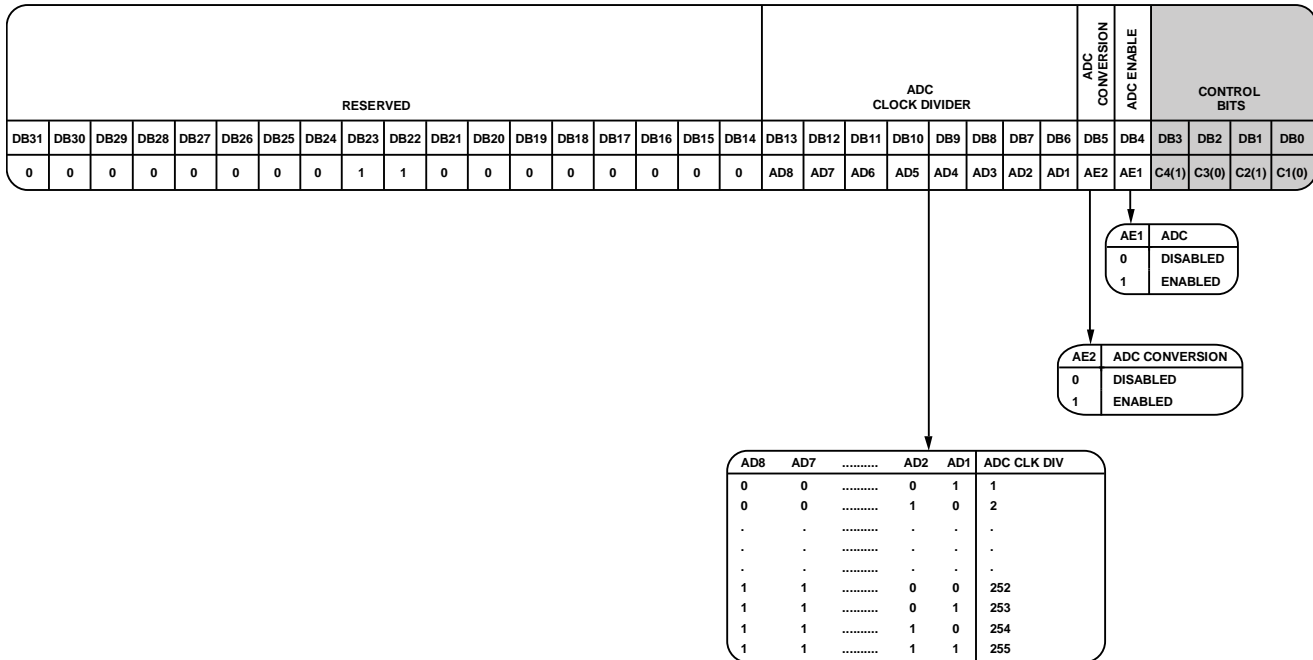 RESERVED
ADC
CLOCK DIVIDER
ADC
CONVERSION
ADC ENABLE
CONTROL
BITS
DB31 DB30 DB29 DB28 DB27 DB26 DB25 DB24 DB23 DB22 DB21 DB20 DB19 DB18 DB17 DB16 DB15 DB14 DB13 DB12 DB11 DB10 DB9 DB8 DB7 DB6 DB5 DB4 DB3 DB2 DB1 DB0
0 0 0 0 0 0 0 0 1 1 0 0 0 0 0 0 0 0 AD8 AD7 AD6 AD5 AD4 AD3 AD2 AD1 AE2 AE1 C4(1) C3(0) C2(1) C1(0)
AE1 ADC
0 DISABLED
1 ENABLED
AE2 ADC CONVERSION
0 DISABLED
1 ENABLED
AD8 AD7 .......... AD2 AD1 ADC CLK DIV
0 0 .......... 0 1 1
0 0 .......... 1 0 2
. . .......... . . .
. . .......... . . .
. . .......... . . .
1 1 .......... 0 0 252
1 1 .......... 0 1 253
1 1 .......... 1 0 254
1 1 .......... 1 1 255